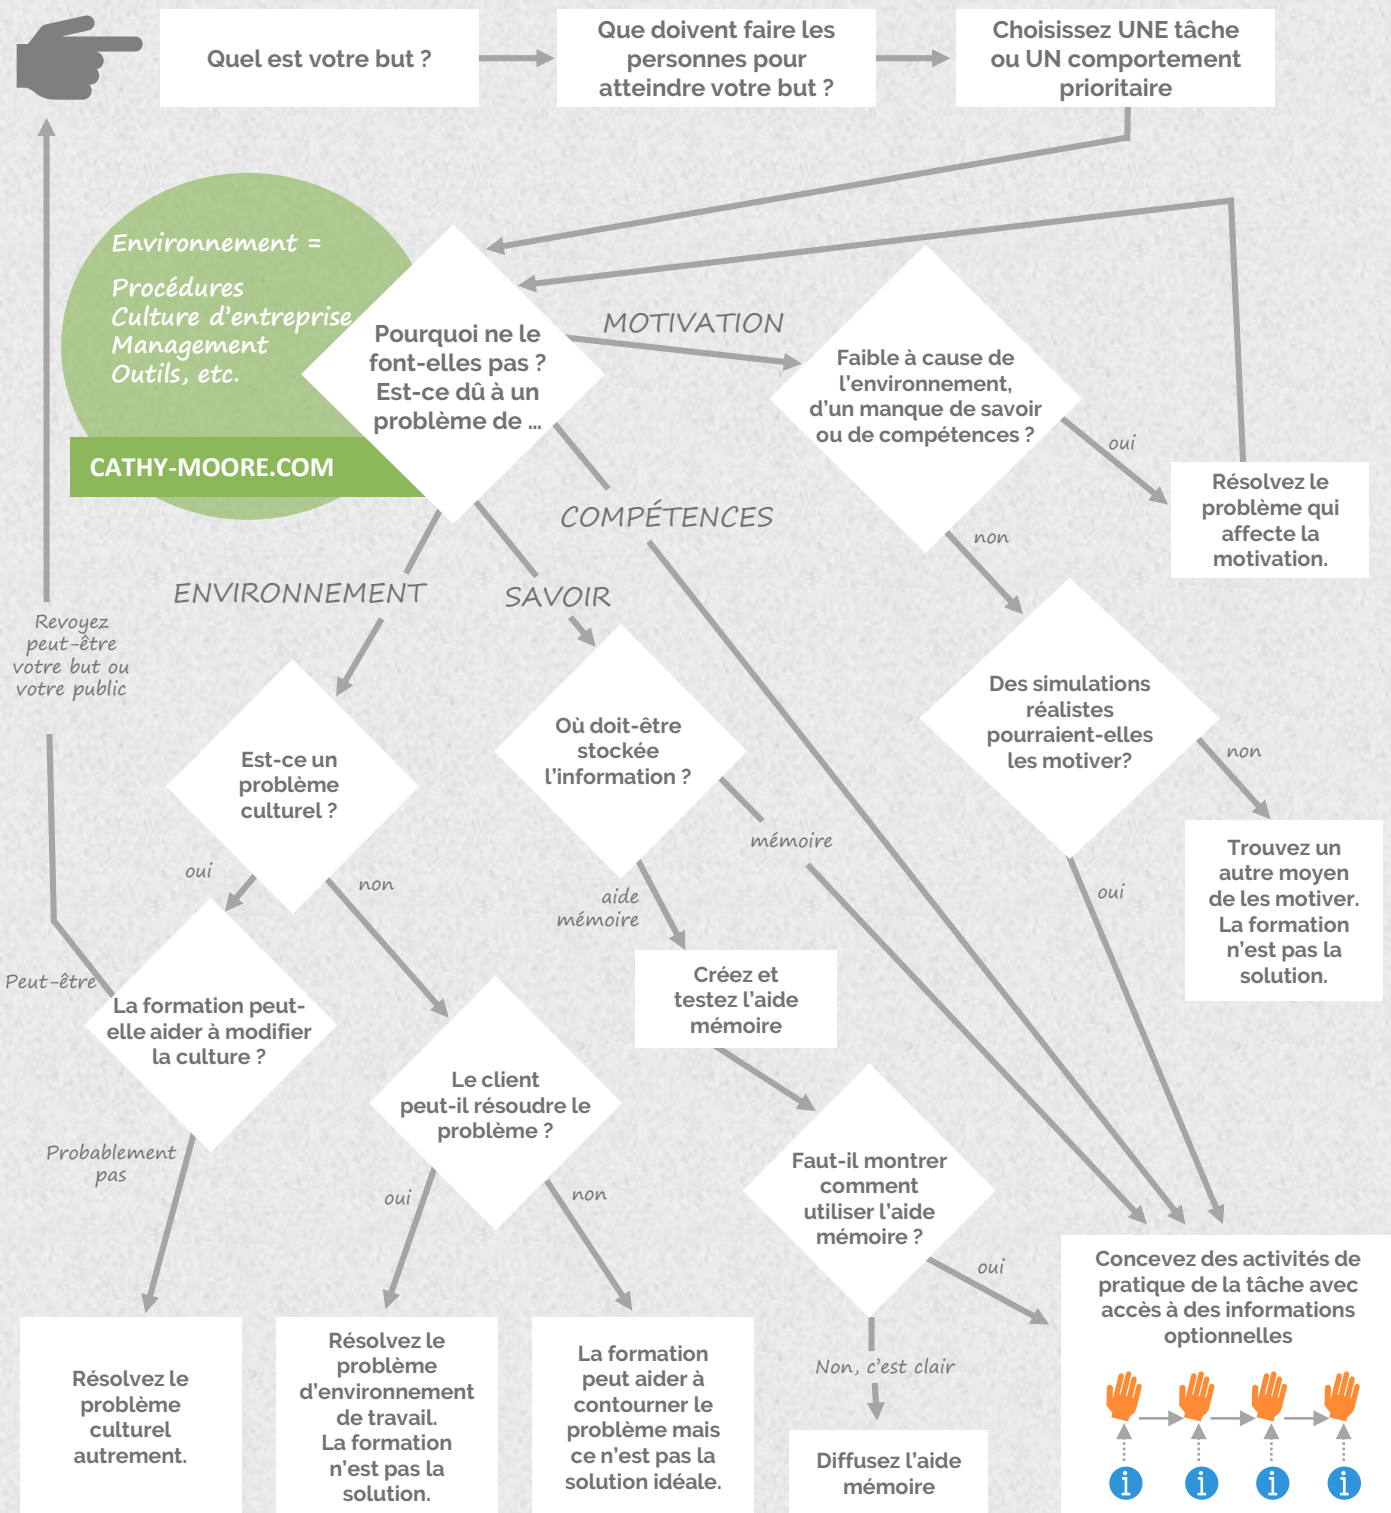 Quel est votre but ?
Que doivent faire les
personnes pour
atteindre votre but ?
Choisissez UNE tâche
ou UN comportement
prioritaire
Environnement =
Procédures
Culture d'entreprise
Management
Outils, etc.
CATHY-MOORE.COM
Pourquoi ne le
font-elles pas ?
Est-ce dû à un
problème de ...
MOTIVATION
Faible à cause de
l'environnement,
d'un manque de savoir
ou de compétences ?
oui
Résolvez le
problème qui
affecte la
motivation.
non
COMPÉTENCES
ENVIRONNEMENT
SAVOIR
Revoyez
peut-être
votre but ou
votre public
Des simulations
réalistes
pourraient-elles
les motiver?
non
Trouvez un
autre moyen
de les motiver.
La formation
n'est pas la
solution.
oui
Est-ce un
problème
culturel ?
Où doit-être
stockée
l'information ?
mémoire
aide
mémoire
oui
non
Peut-être
La formation peut-
elle aider à modifier
la culture ?
Créez et
testez l'aide
mémoire
Le client
peut-il résoudre le
problème ?
Probablement
pas
oui
non
Faut-il montrer
comment
utiliser l'aide
mémoire ?
oui
Non, c'est clair
Résolvez le
problème
culturel
autrement.
Résolvez le
problème
d'environnement
de travail.
La formation
n'est pas la
solution.
La formation
peut aider à
contourner le
problème mais
ce n'est pas la
solution idéale.
Diffusez l'aide
mémoire
Concevez des activités de
pratique de la tâche avec
accès à des informations
optionnelles
i i i i